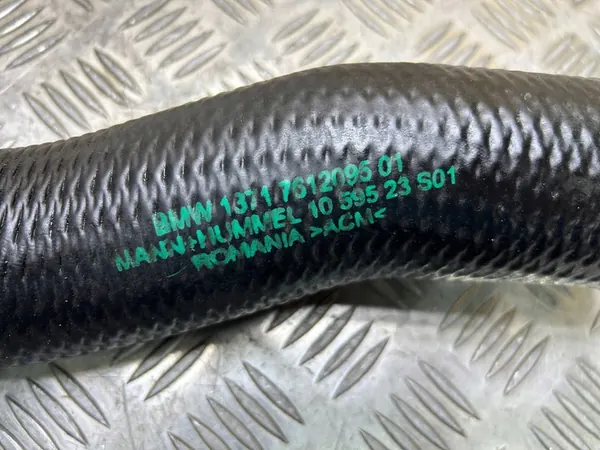 BMW 1371 7612095 01
MANN+HUMMEL 10 595 23 S01
ROMANIA >ACM<